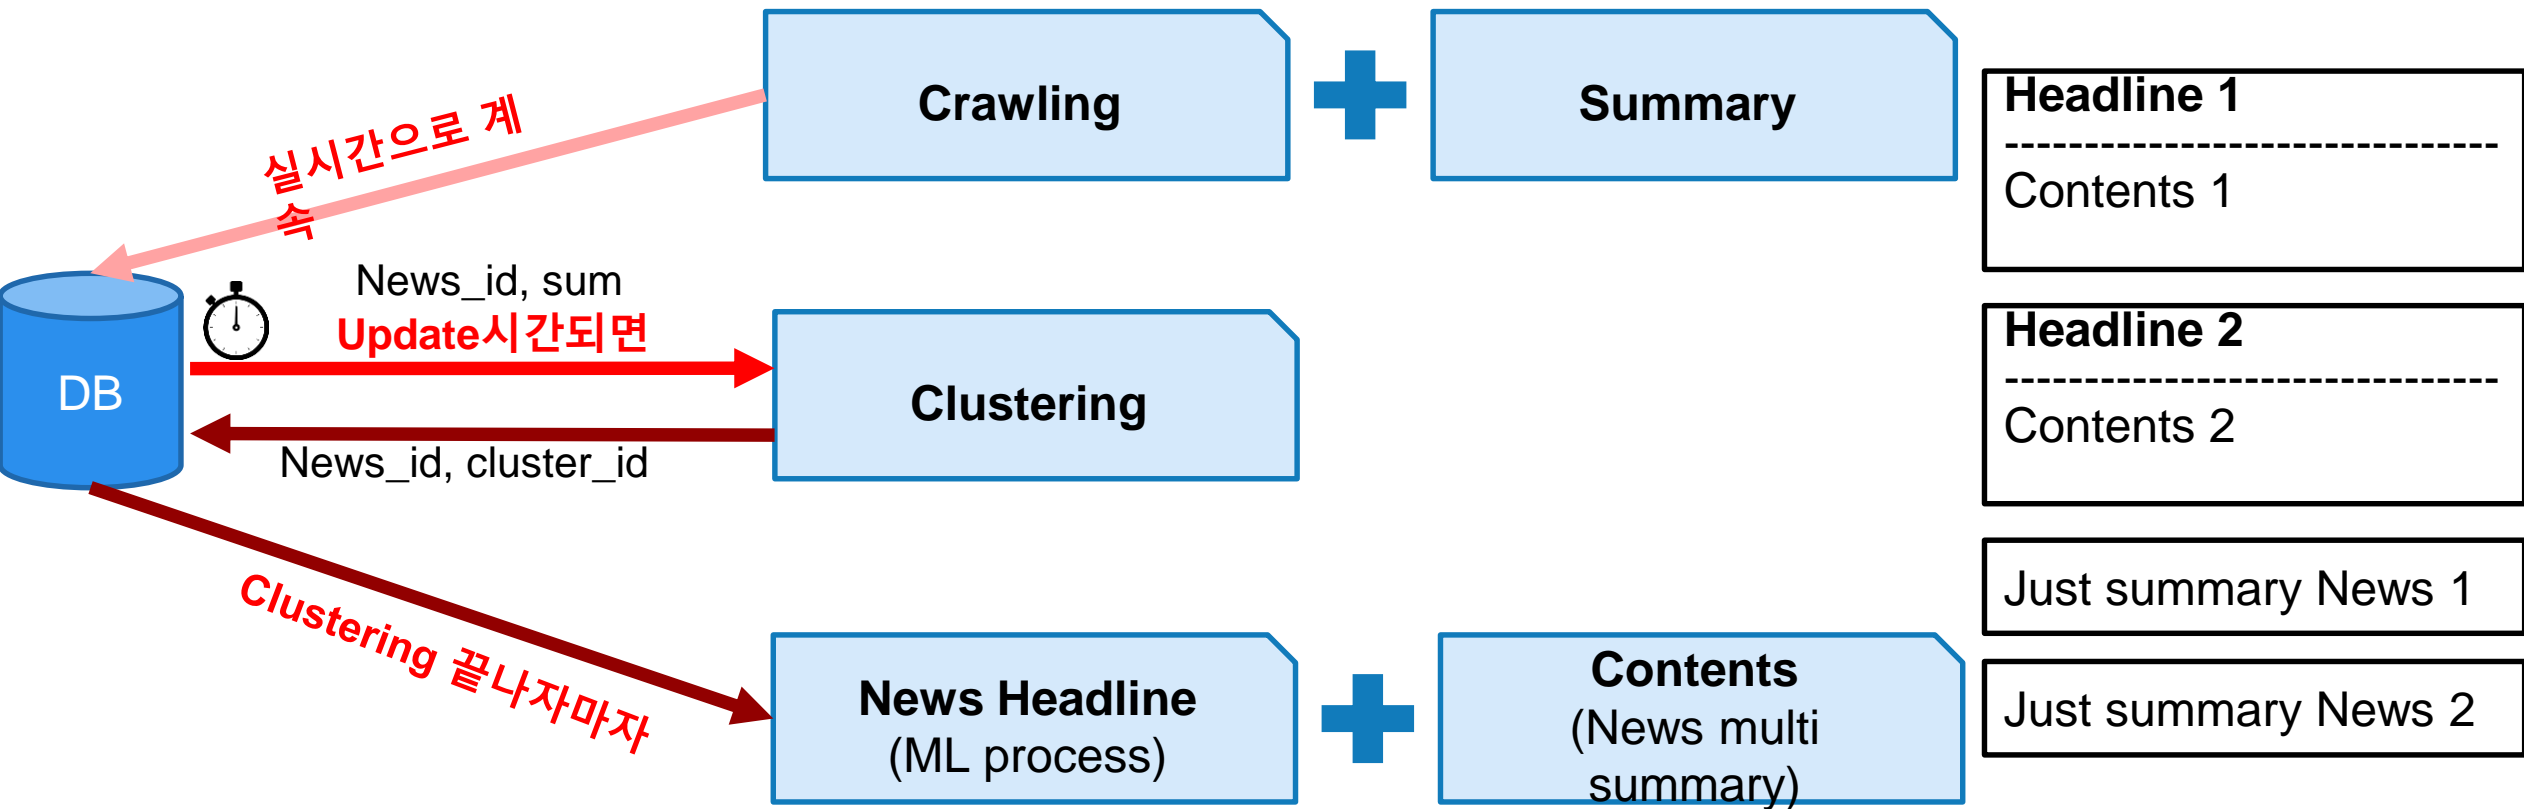 Crawling
Summary
실시간으로 계
속
Headline 1
-------------------------------
Contents 1
News_id, sum
Update시간되면
DB
Clustering
News_id, cluster_id
Headline 2
-------------------------------
Contents 2
Clustering 끝나자마자
News Headline
(ML process)
Contents
(News multi
summary)
Just summary News 1
Just summary News 2